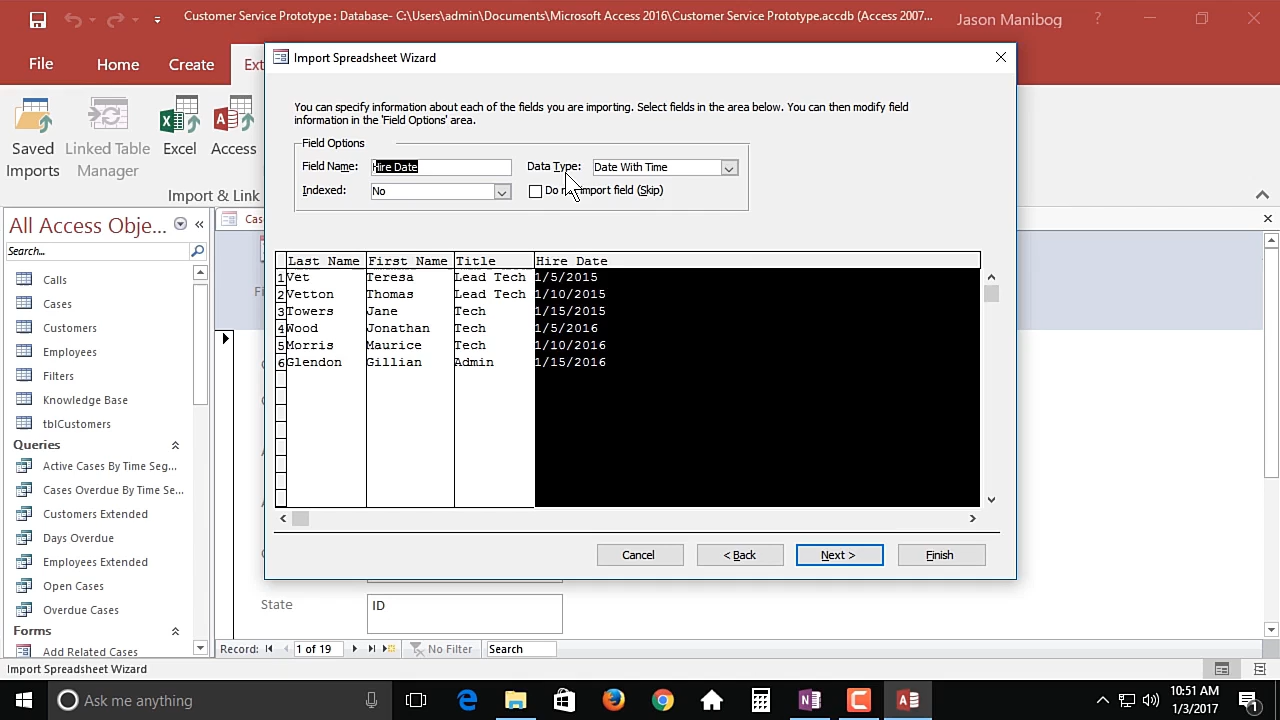 Customer Service Prototype : Database- C:\Users\admin\Documents\Microsoft Access 2016\Customer Service Prototype.accdb (Access 2007...
Jason Manibog
?
File
Home
Create
Ext
Saved Imports
Linked Table Manager
Excel
Access
Import & Link
Import Spreadsheet Wizard
You can specify information about each of the fields you are importing. Select fields in the area below. You can then modify field
information in the 'Field Options' area.
Field Options
Field Name: Hire Date
Data Type: Date With Time
Indexed: No
Do not import field (Skip)
Last Name First Name Title Hire Date
1 Vet Teresa Lead Tech 1/5/2015
2 Vetton Thomas Lead Tech 1/10/2015
3 Towers Jane Tech 1/15/2015
4 Wood Jonathan Tech 1/5/2016
5 Morris Maurice Tech 1/10/2016
6 Glendon Gillian Admin 1/15/2016
Cancel
< Back
Next >
Finish
All Access Obje...
Search...
Calls
Cases
Customers
Employees
Filters
Knowledge Base
tblCustomers
Queries
Active Cases By Time Seg...
Cases Overdue By Time Se...
Customers Extended
Days Overdue
Employees Extended
Open Cases
Overdue Cases
Forms
Add Related Cases
Cas
State
ID
Record: 1 of 19
No Filter
Search
Import Spreadsheet Wizard
Ask me anything
10:51 AM
1/3/2017
1